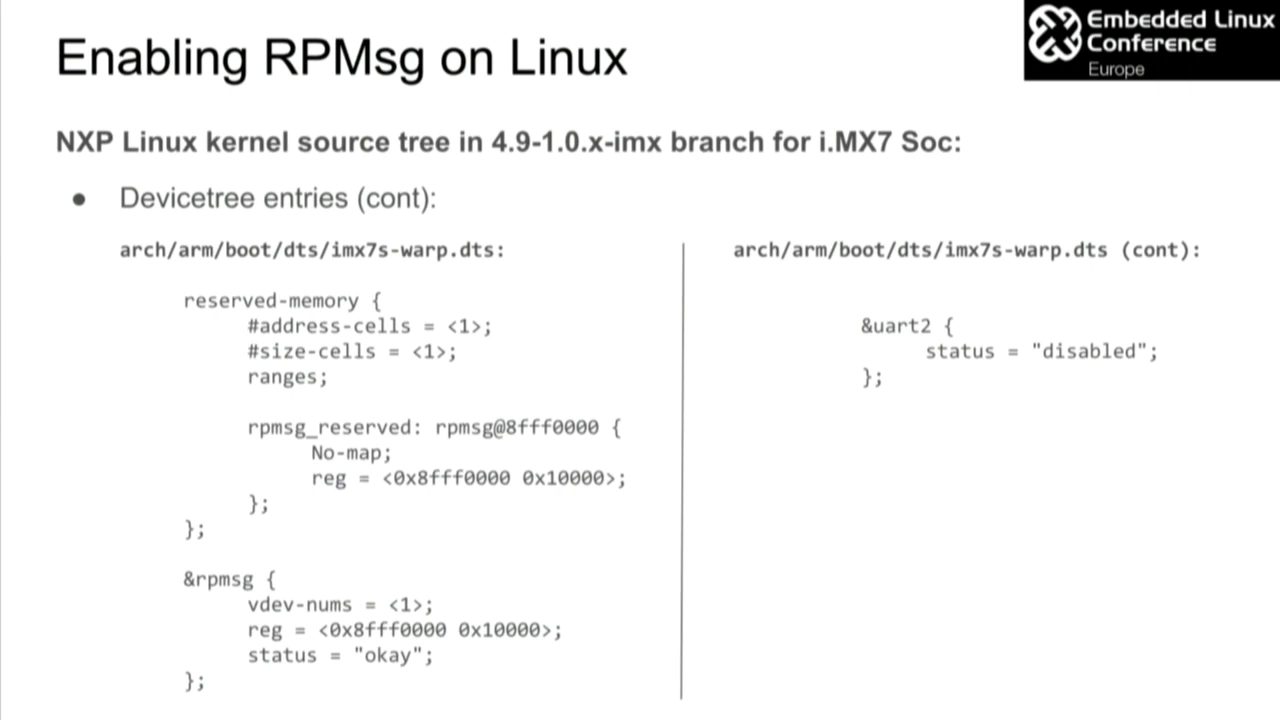 Enabling RPMsg on Linux
Embedded Linux
Conference
Europe
NXP Linux kernel source tree in 4.9-1.0.x-imx branch for i.MX7 Soc:
● Devicetree entries (cont):
arch/arm/boot/dts/imx7s-warp.dts:
reserved-memory {
#address-cells = <1>;
#size-cells = <1>;
ranges;
rpmsg_reserved: rpmsg@8fff0000 {
No-map;
reg = <0x8fff0000 0x10000>;
};
};
&rpmsg {
vdev-nums = <1>;
reg = <0x8fff0000 0x10000>;
status = "okay";
};
arch/arm/boot/dts/imx7s-warp.dts (cont):
&uart2 {
status = "disabled";
};